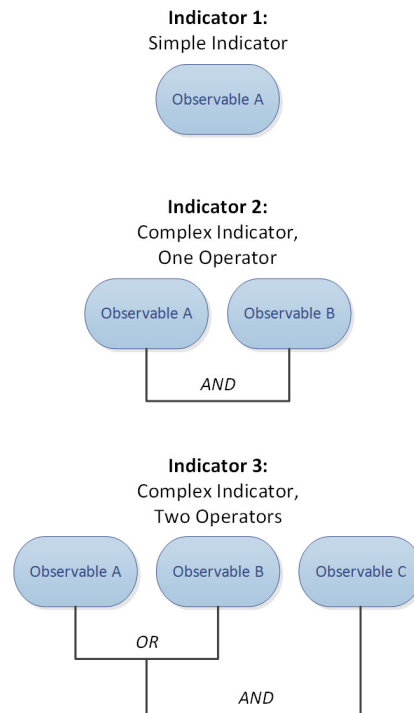 Indicator 1:
Simple Indicator
Observable A
Indicator 2:
Complex Indicator,
One Operator
Observable A
Observable B
AND
Indicator 3:
Complex Indicator,
Two Operators
Observable A
Observable B
Observable C
OR
AND